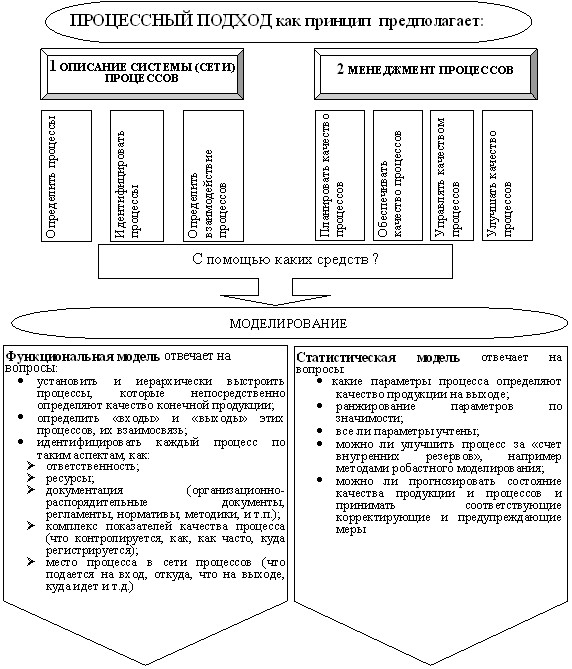 ПРОЦЕССНЫЙ ПОДХОД как принцип предполагает:
1 ОПИСАНИЕ СИСТЕМЫ (СЕТИ)
ПРОЦЕССОВ
2 МЕНЕДЖМЕНТ ПРОЦЕССОВ
Определить процессы
Идентифицировать
процессы
Определить
взаимодействие
процессов
Планировать качество
процессов
Обеспечивать
качество процессов
Управлять качеством
процессов
Улучшать качество
процессов
С помощью каких средств ?
МОДЕЛИРОВАНИЕ
Функциональная модель отвечает на
вопросы:
• установить и иерархически выстроить
процессы, которые непосредственно
определяют качество конечной продукции;
• определить «входы» и «выходы» этих
процессов, их взаимосвязь;
• идентифицировать каждый процесс по
таким аспектам, как:
➢ ответственность;
➢ ресурсы;
➢ документация (организационно-
распорядительные документы,
регламенты, нормативы, методики, и т.п.);
➢ комплекс показателей качества процесса
(что контролируется, как, как часто, куда
регистрируется);
➢ место процесса в сети процессов (что
подается на вход, откуда, что на выходе,
куда идет и т.д.)
Статистическая модель отвечает на
вопросы
• какие параметры процесса определяют
качество продукции на выходе;
• ранжирование параметров по
значимости;
• все ли параметры учтены;
• можно ли улучшить процесс за «счет
внутренних резервов», например
методами робастного моделирования;
• можно ли прогнозировать состояние
качества продукции и процессов и
принимать соответствующие
корректирующие и предупреждающие
меры